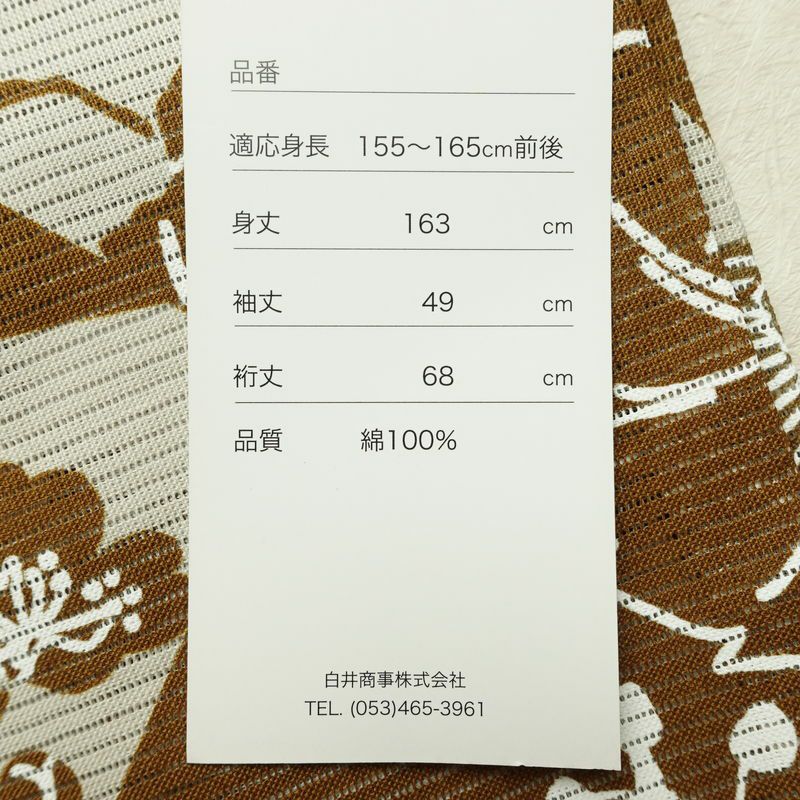 品番
適応身長 155〜165cm前後
身丈 163 cm
袖丈 49 cm
裄丈 68 cm
品質 綿100%
白井商事株式会社
TEL. (053)465-3961